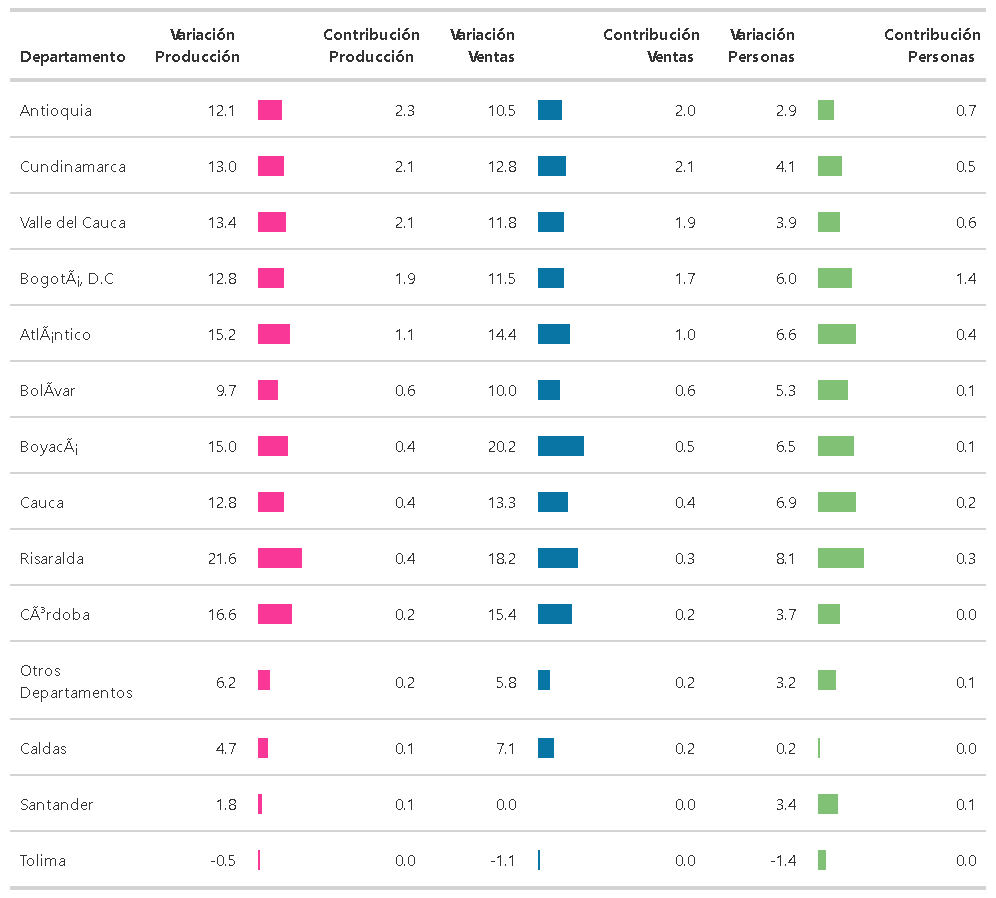 Departamento Variación Producción Contribución Producción Variación Ventas Contribución Ventas Variación Personas Contribución Personas
Antioquia 12.1 2.3 10.5 2.0 2.9 0.7
Cundinamarca 13.0 2.1 12.8 2.1 4.1 0.5
Valle del Cauca 13.4 2.1 11.8 1.9 3.9 0.6
BogotÃ¡, D.C 12.8 1.9 11.5 1.7 6.0 1.4
AtlÃ¡ntico 15.2 1.1 14.4 1.0 6.6 0.4
BolÃ­var 9.7 0.6 10.0 0.6 5.3 0.1
BoyacÃ¡ 15.0 0.4 20.2 0.5 6.5 0.1
Cauca 12.8 0.4 13.3 0.4 6.9 0.2
Risaralda 21.6 0.4 18.2 0.3 8.1 0.3
CÃ³rdoba 16.6 0.2 15.4 0.2 3.7 0.0
Otros
Departamentos 6.2 0.2 5.8 0.2 3.2 0.1
Caldas 4.7 0.1 7.1 0.2 0.2 0.0
Santander 1.8 0.1 0.0 0.0 3.4 0.1
Tolima -0.5 0.0 -1.1 0.0 -1.4 0.0